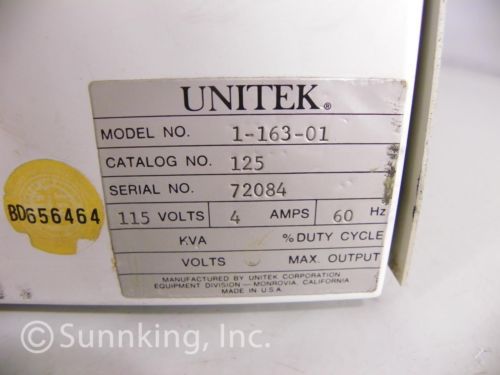 UNITEK®
MODEL NO. 1-163-01
CATALOG NO. 125
SERIAL NO. 72084
115 VOLTS 4 AMPS 60 Hz
KVA % DUTY CYCLE
VOLTS MAX. OUTPUT
MANUFACTURED BY UNITEK CORPORATION
EQUIPMENT DIVISION — MONROVIA, CALIFORNIA
MADE IN U.S.A.
BD656464
© Sunnking, Inc.